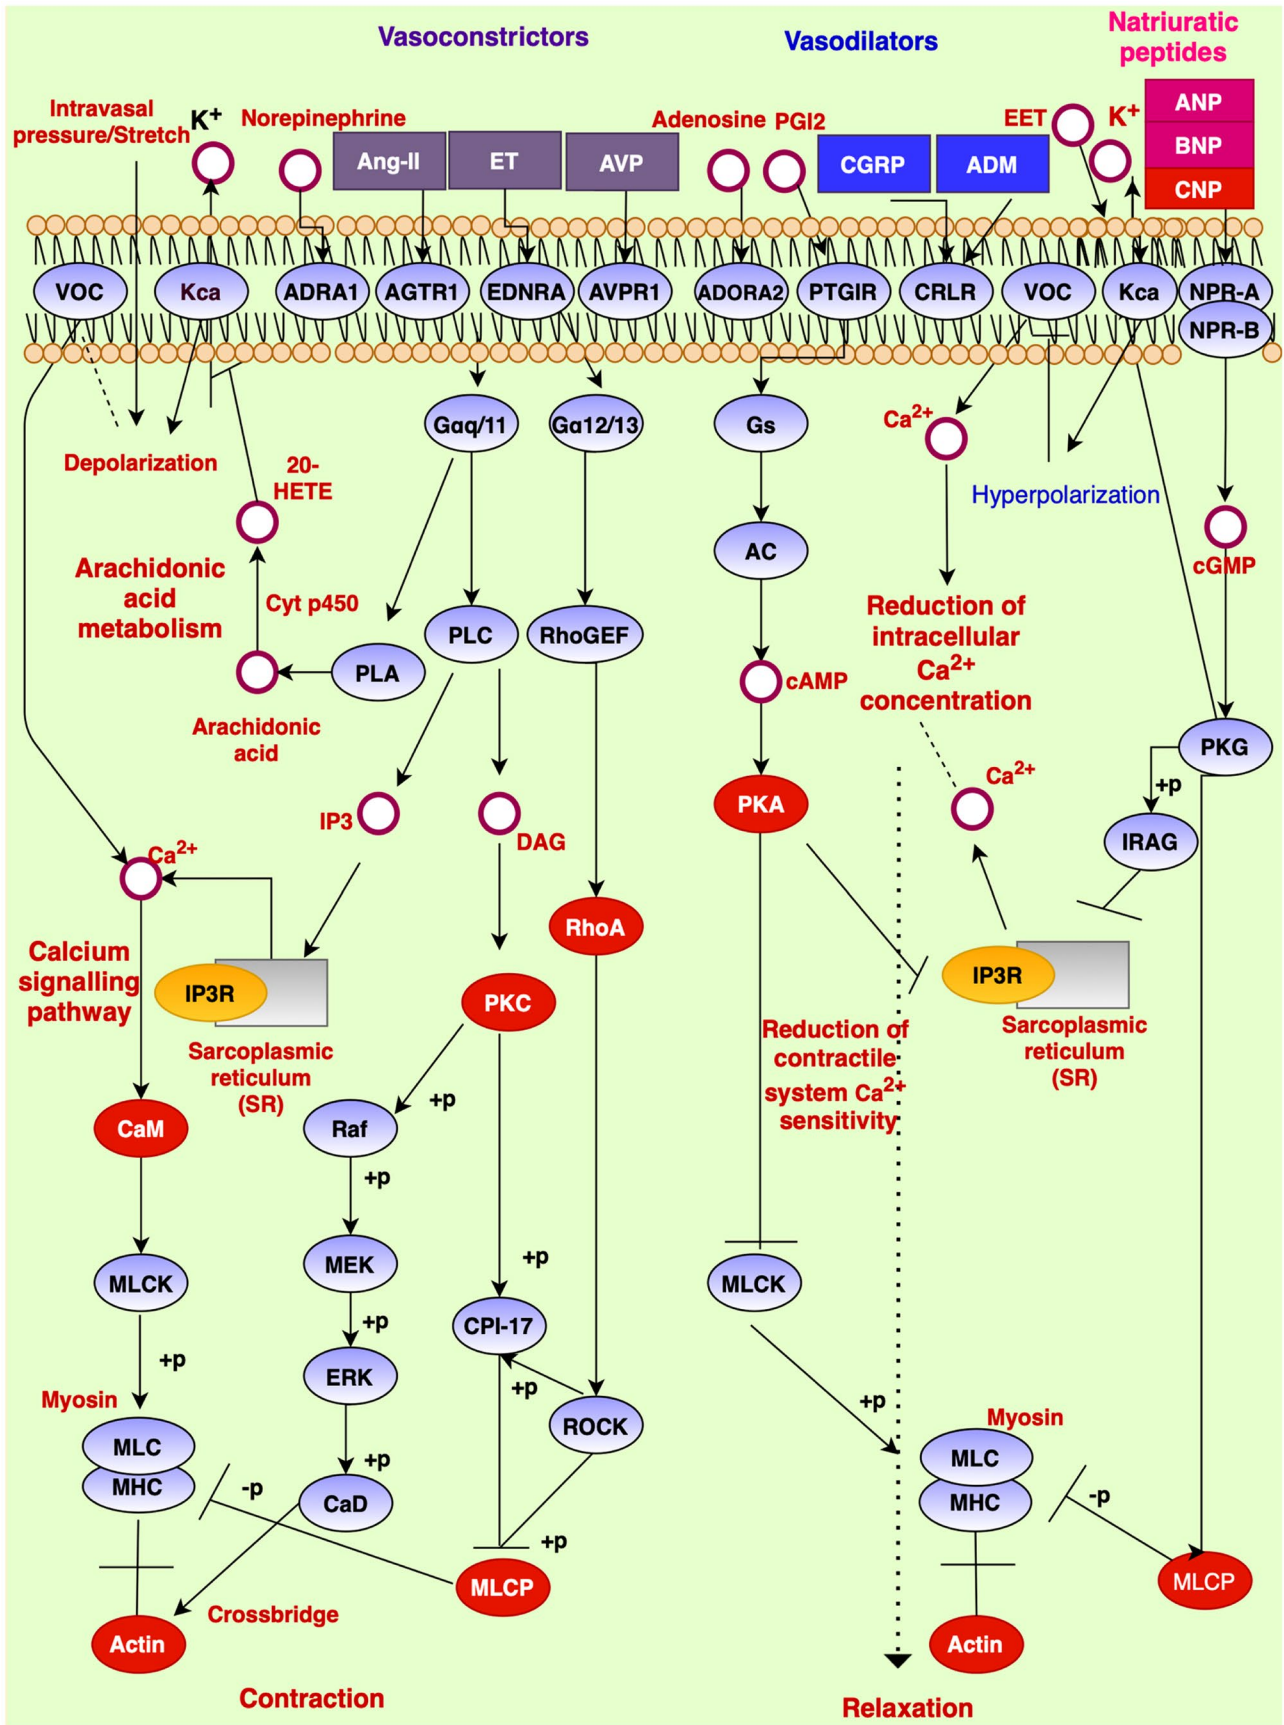 Vasoconstrictors
Vasodilators
Natriuratic
peptides
Intravasal
pressure/Stretch
K+
Norepinephrine
Ang-II
ET
AVP
Adenosine
PGI2
CGRP
ADM
EET
K+
ANP
BNP
CNP
VOC
Kca
ADRA1
AGTR1
EDNRA
AVPR1
ADORA2
PTGIR
CRLR
VOC
Kca
NPR-A
NPR-B
Gαq/11
Gα12/13
Gs
Ca2+
Depolarization
20-
HETE
Hyperpolarization
AC
cGMP
Arachidonic
acid
metabolism
Cyt p450
PLC
RhoGEF
Reduction of
intracellular
Ca2+
concentration
PLA
cAMP
Arachidonic
acid
PKG
+p
IP3
DAG
PKA
Ca2+
IRAG
Ca2+
RhoA
Calcium
signalling
pathway
IP3R
PKC
IP3R
Sarcoplasmic
reticulum
(SR)
Sarcoplasmic
reticulum
(SR)
Reduction of
contractile
system Ca2+
sensitivity
+p
CaM
Raf
+p
MEK
+p
MLCK
MLCK
+p
CPI-17
+p
ERK
+p
+p
ROCK
+p
Myosin
MLC
MHC
+p
CaD
-p
+p
Myosin
MLC
MHC
-p
MLCP
MLCP
Crossbridge
Actin
Actin
Contraction
Relaxation